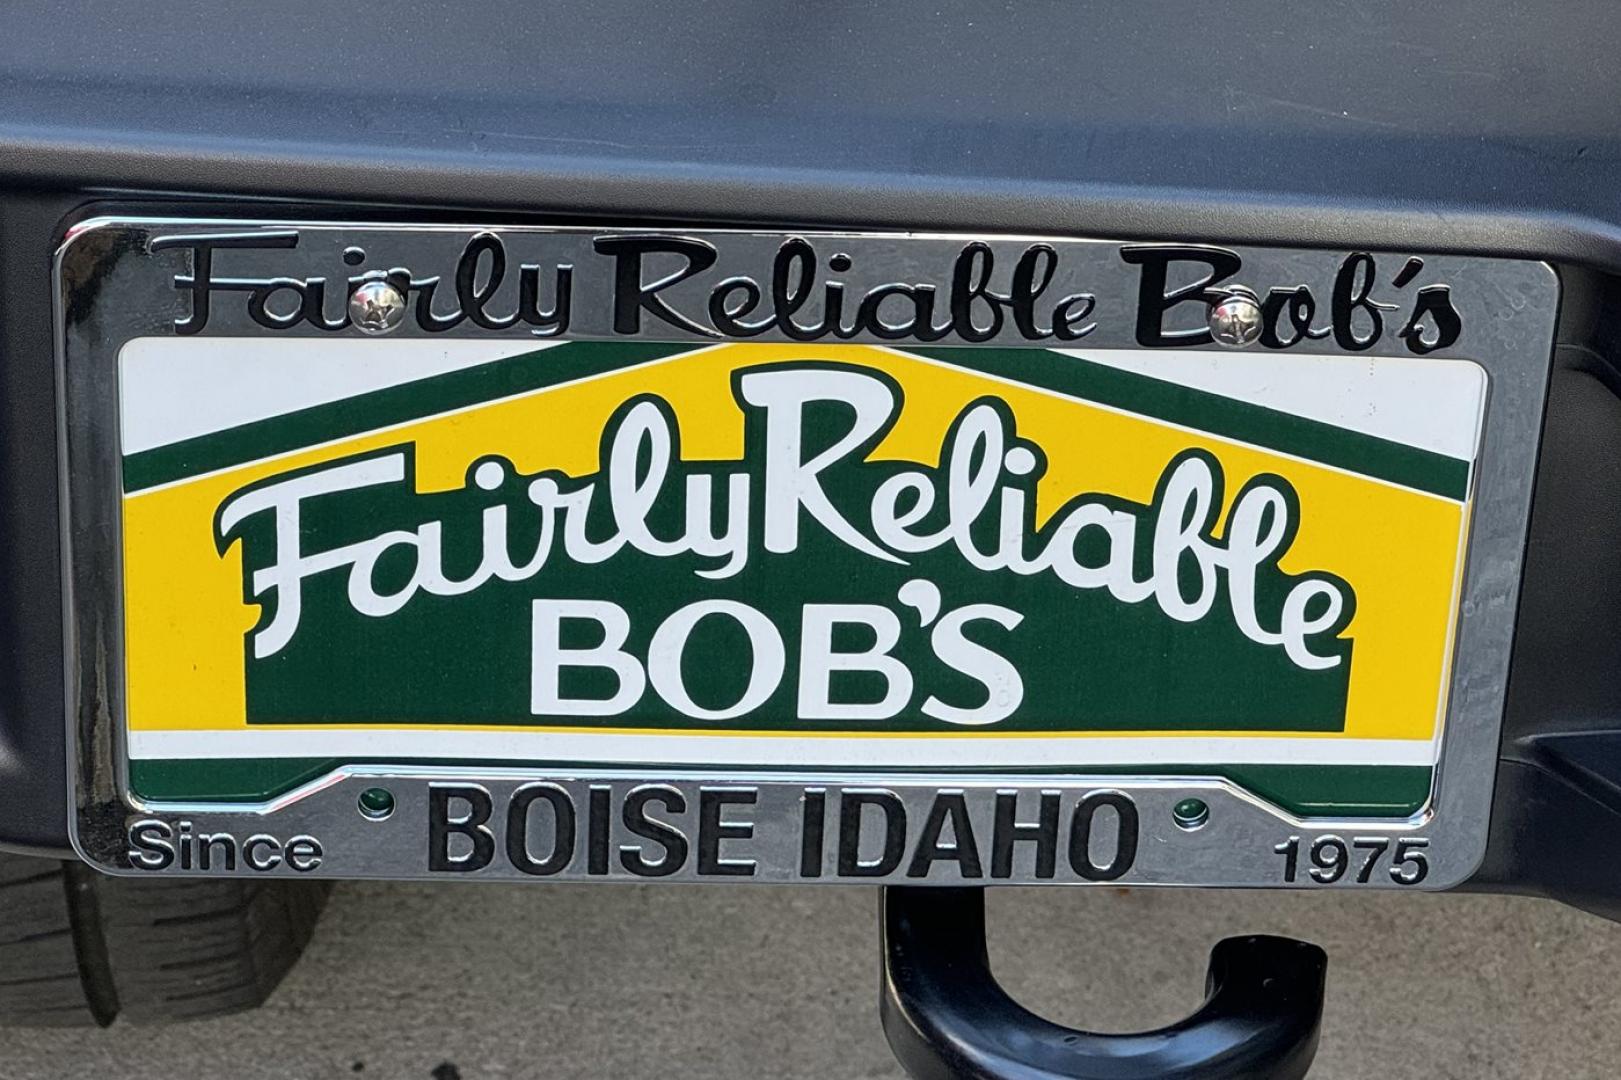 Fairly Reliable Bob's
Fairly Reliable
BOB'S
Since BOISE IDAHO 1975